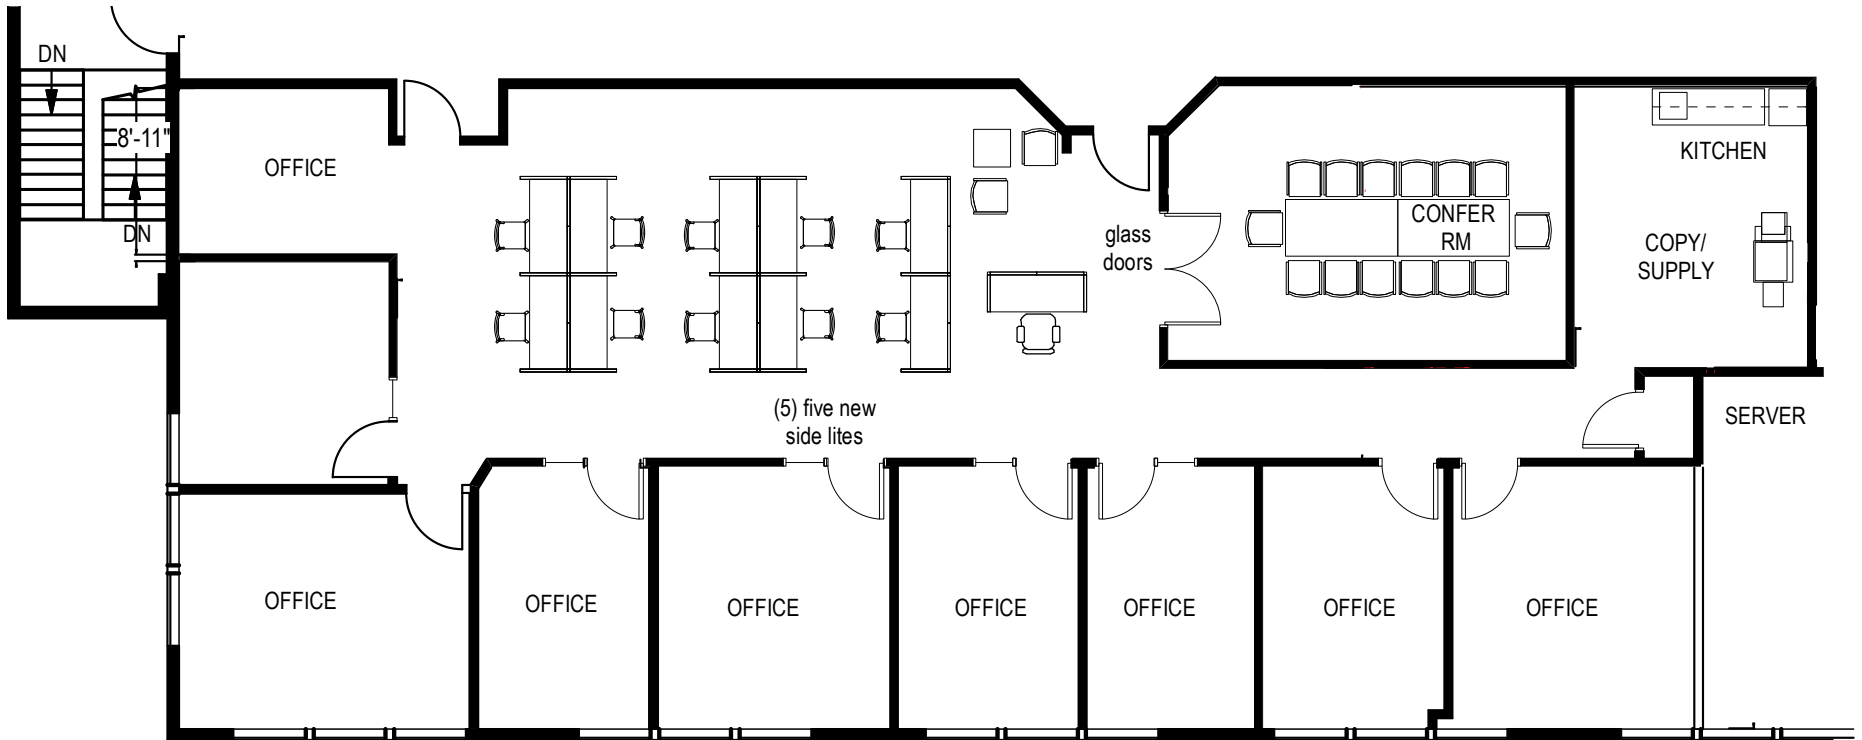 DN
8'-11"
DN
OFFICE
KITCHEN
CONFER
RM
glass
doors
COPY/
SUPPLY
(5) five new
side lites
SERVER
OFFICE
OFFICE
OFFICE
OFFICE
OFFICE
OFFICE
OFFICE